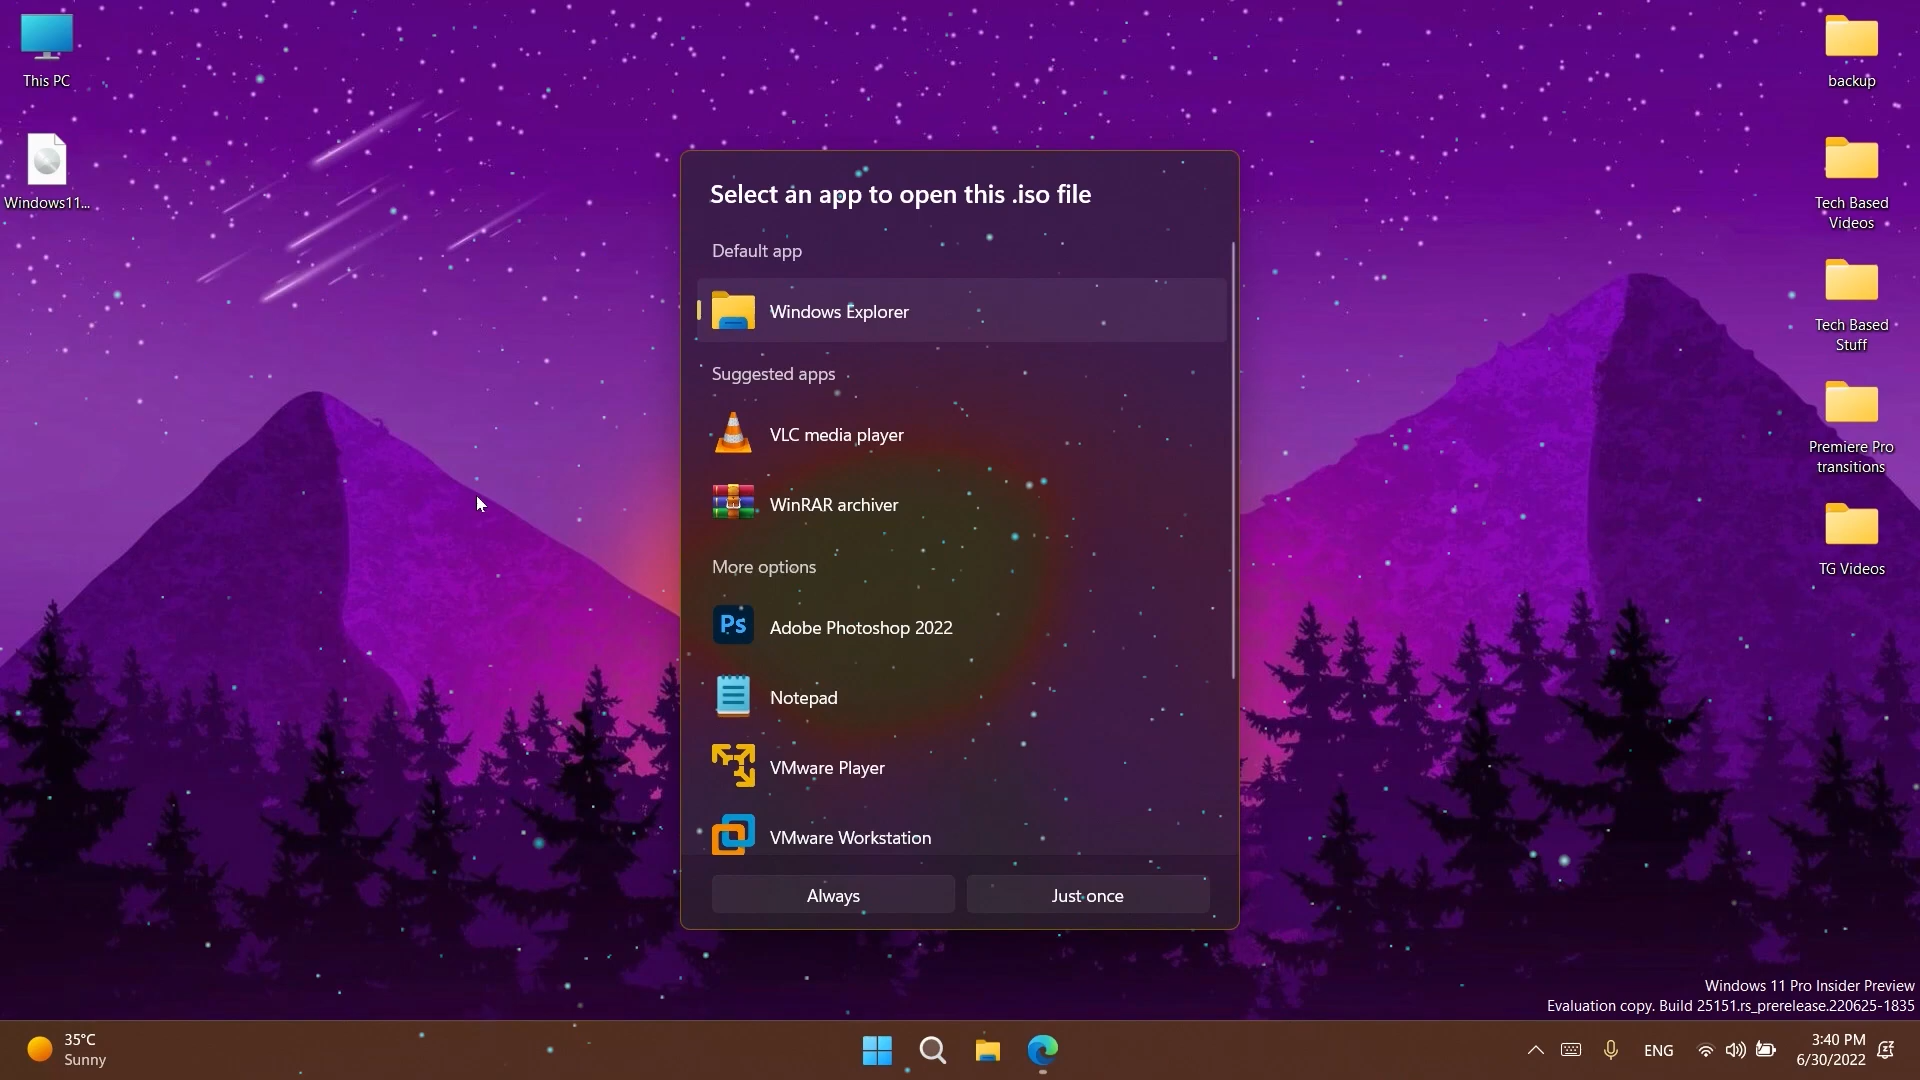 This PC
Windows11...
backup
Tech Based
Videos
Tech Based
Stuff
Premiere Pro
transitions
TG Videos
Select an app to open this .iso file
Default app
Windows Explorer
Suggested apps
VLC media player
WinRAR archiver
More options
Ps
Adobe Photoshop 2022
Notepad
VMware Player
VMware Workstation
Always
Just once
Windows 11 Pro Insider Preview
Evaluation copy. Build 25151.rs_prerelease.220625-1835
35°C
Sunny
ENG
3:40 PM
6/30/2022